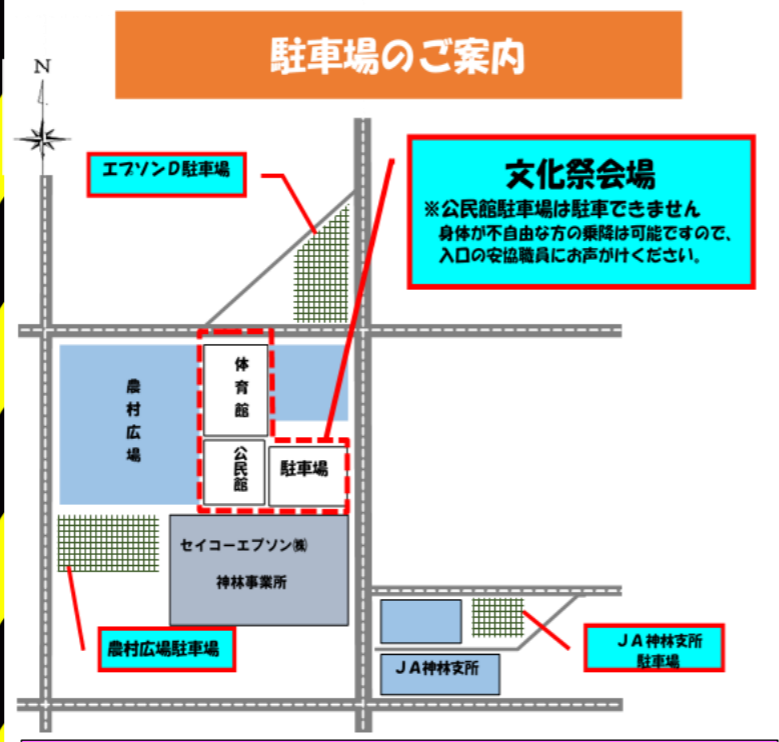 駐車場のご案内
N
エプソンD駐車場
文化祭会場
※公民館駐車場は駐車できません
身体が不自由な方の乗降は可能ですので、
入口の安協職員にお声がけください。
体育館
農村広場
公民館
駐車場
セイコーエプソン㈱
神林事業所
農村広場駐車場
JA神林支所
駐車場
JA神林支所